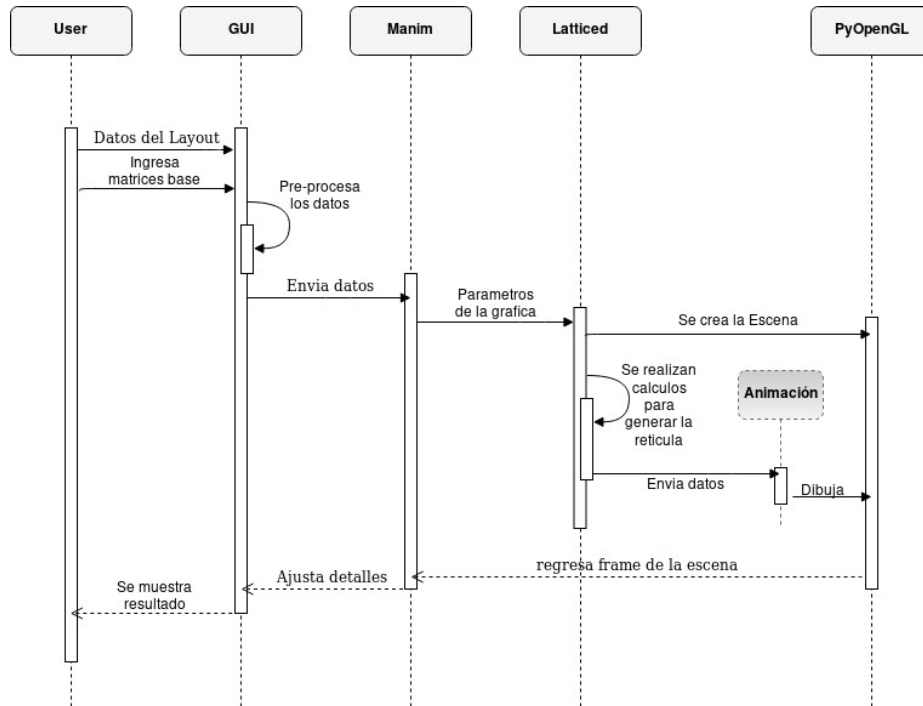 User
GUI
Manim
Latticed
PyOpenGL
Datos del Layout
Ingresa
matrices base
Pre-procesa
los datos
Envia datos
Parametros
de la grafica
Se crea la Escena
Se realizan
calculos
para
generar la
reticula
Animación
Envia datos
Dibuja
regresa frame de la escena
Ajusta detalles
Se muestra
resultado